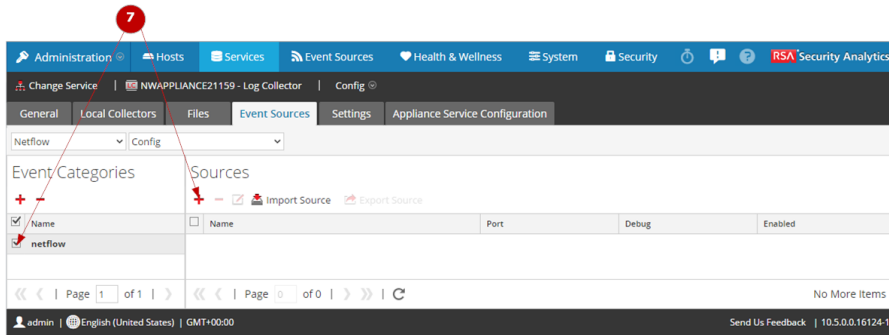 7
Administration Hosts Services Event Sources Health & Wellness System Security RSA Security Analytics
Change Service | NWAPPLIANCE21159 - Log Collector | Config
General Local Collectors Files Event Sources Settings Appliance Service Configuration
Netflow Config
Event Categories Sources
+ - + - Import Source Export Source
Name Name Port Debug Enabled
netflow
Page 1 of 1 | Page 0 of 0 | No More Items
admin | English (United States) | GMT+00:00 Send Us Feedback | 10.5.0.0.16124-1